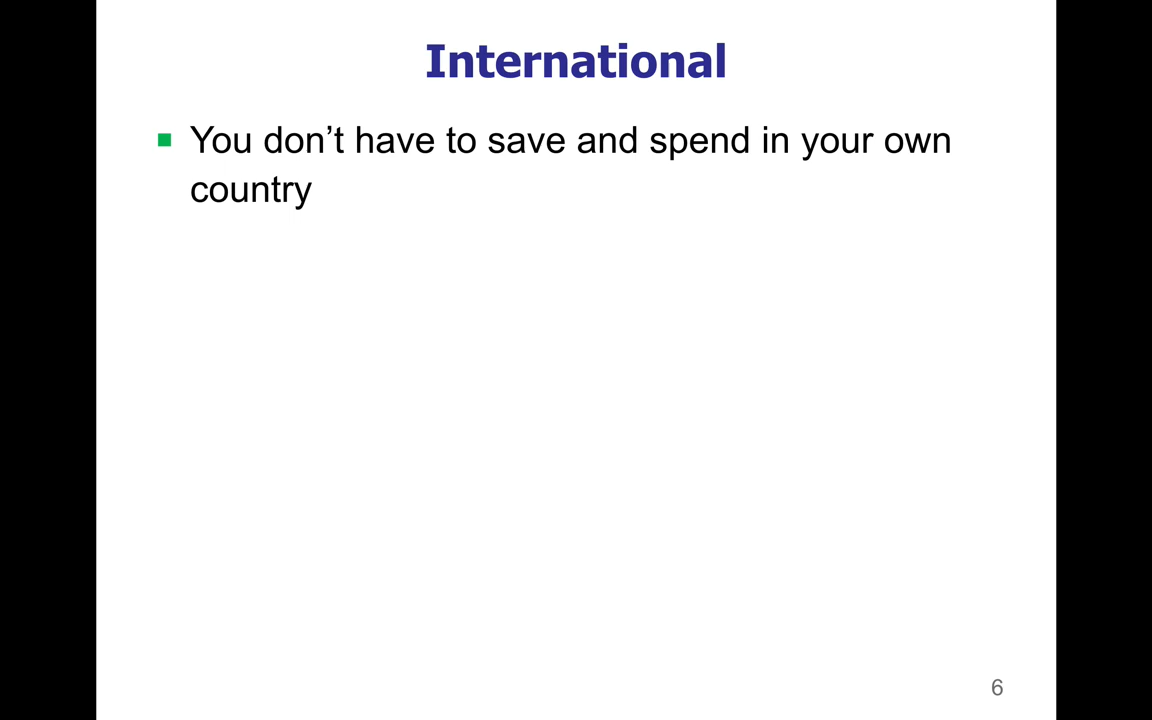 International
You don’t have to save and spend in your own
country
6